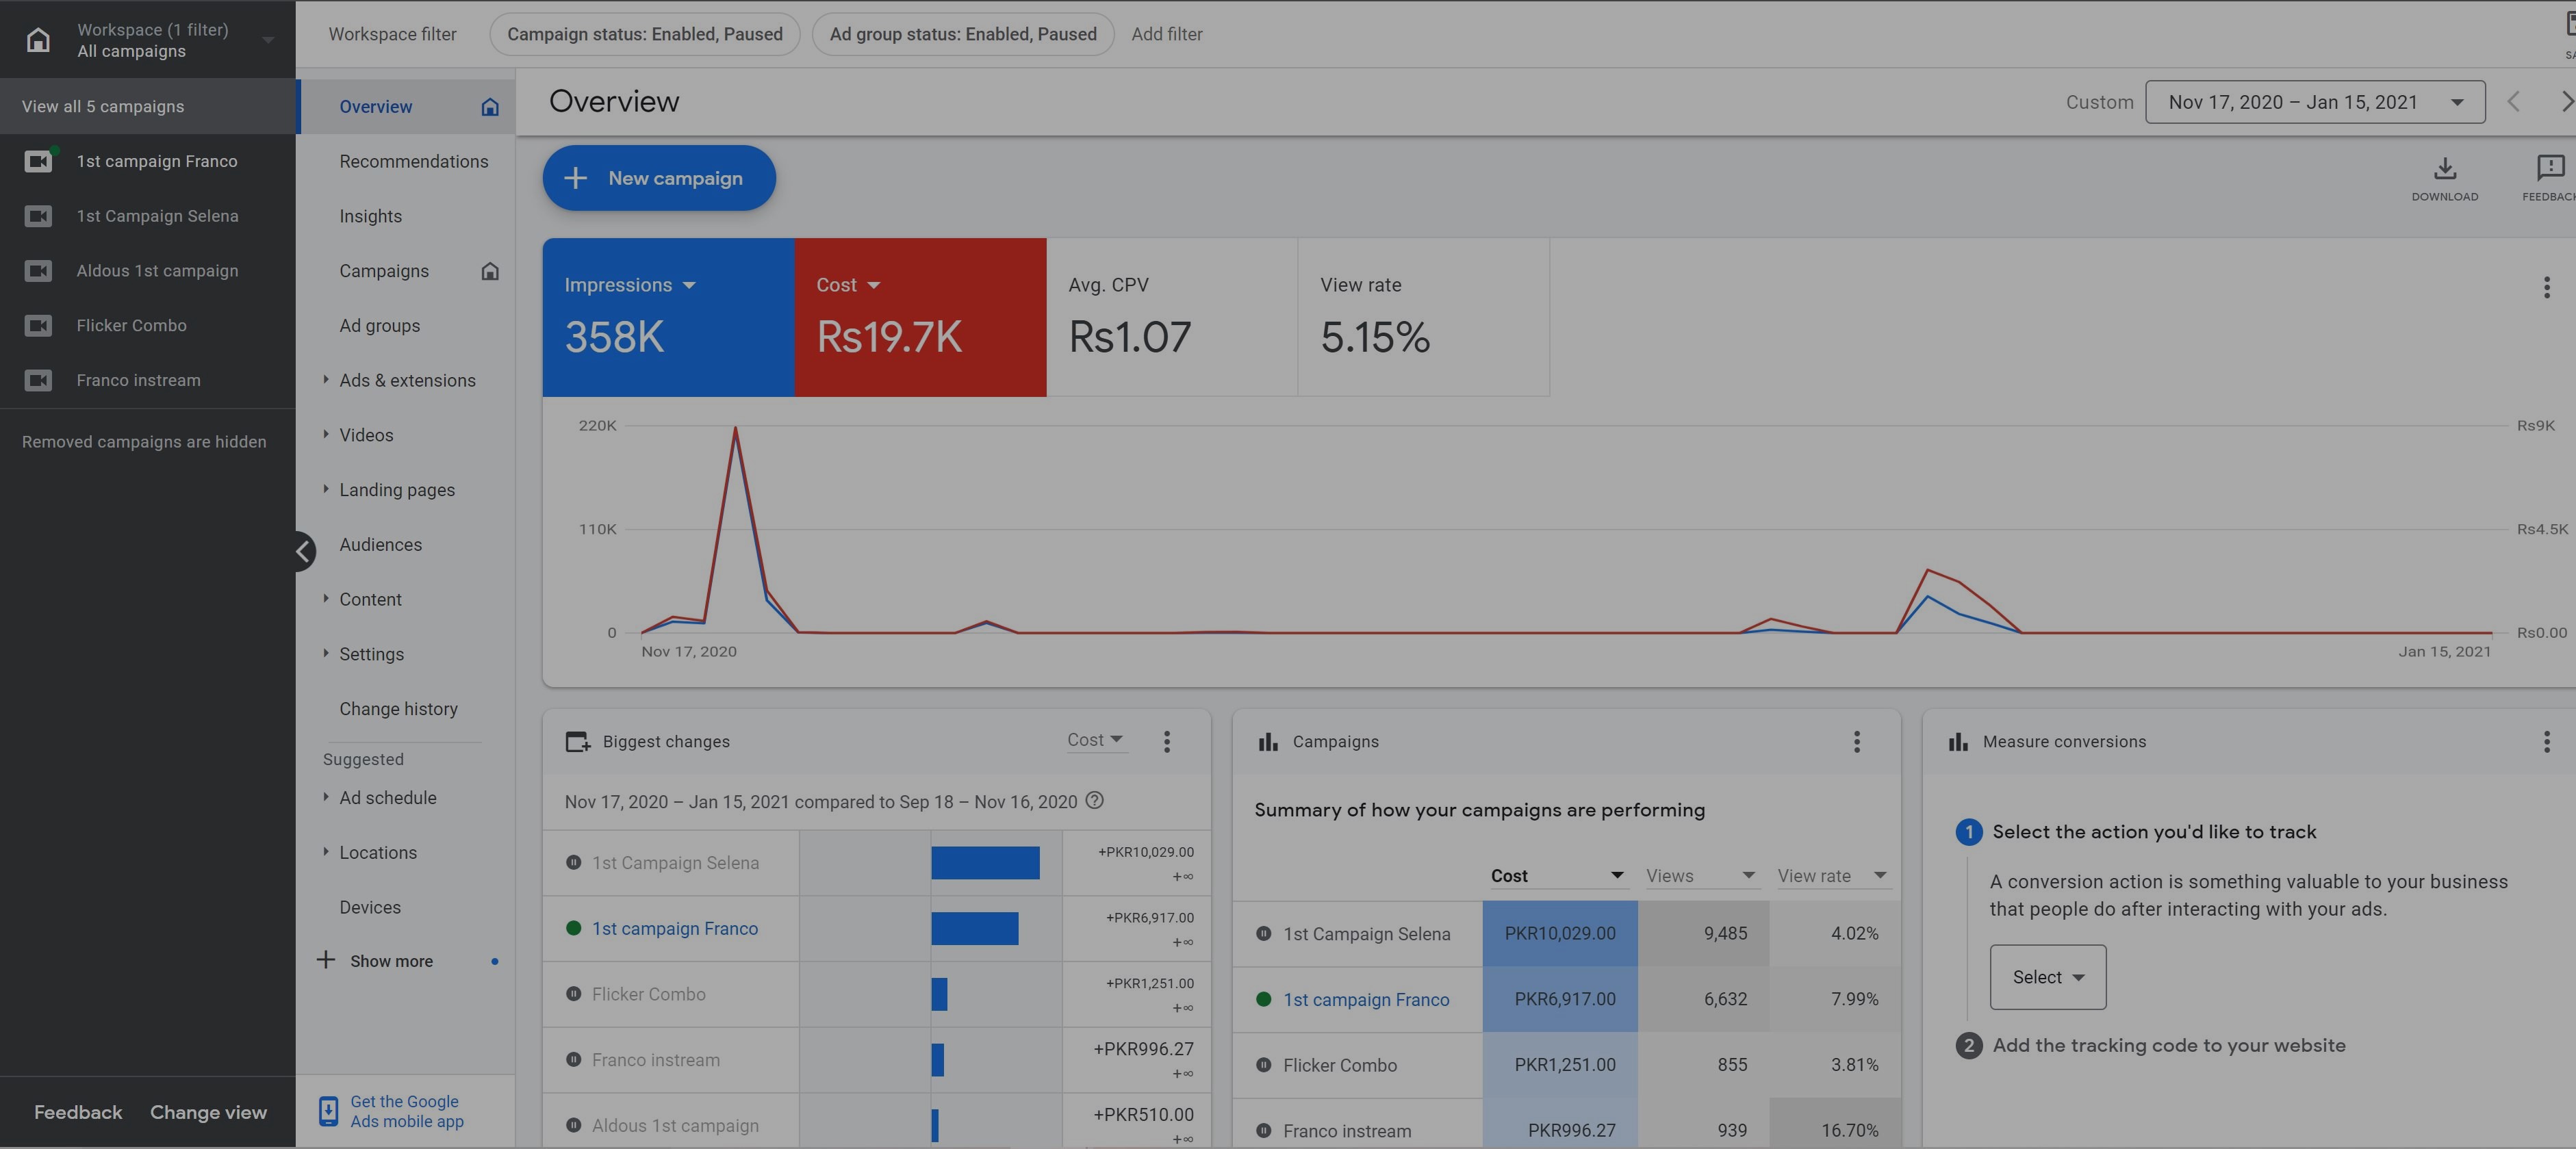 Workspace (1 filter)
All campaigns
View all 5 campaigns
1st campaign Franco
1st Campaign Selena
Aldous 1st campaign
Flicker Combo
Franco instream
Removed campaigns are hidden
Feedback Change view
Workspace filter Campaign status: Enabled, Paused Ad group status: Enabled, Paused Add filter
Overview
Recommendations
Insights
Campaigns
Ad groups
Ads & extensions
Videos
Landing pages
Audiences
Content
Settings
Change history
Suggested
Ad schedule
Locations
Devices
Show more
Get the Google
Ads mobile app
Overview
Custom Nov 17, 2020 – Jan 15, 2021
New campaign
DOWNLOAD
Impressions Cost Avg. CPV View rate
358K Rs19.7K Rs1.07 5.15%
220K Rs9K
110K Rs4.5K
0 Rs0.00
Nov 17, 2020 Jan 15, 2021
Biggest changes Cost
Nov 17, 2020 – Jan 15, 2021 compared to Sep 18 – Nov 16, 2020
1st Campaign Selena +PKR10,029.00
+∞
1st campaign Franco +PKR6,917.00
+∞
Flicker Combo +PKR1,251.00
+∞
Franco instream +PKR996.27
+∞
Aldous 1st campaign +PKR510.00
+∞
Campaigns
Summary of how your campaigns are performing
Cost Views View rate
1st Campaign Selena PKR10,029.00 9,485 4.02%
1st campaign Franco PKR6,917.00 6,632 7.99%
Flicker Combo PKR1,251.00 855 3.81%
Franco instream PKR996.27 939 16.70%
Measure conversions
1 Select the action you'd like to track
A conversion action is something valuable to your business
that people do after interacting with your ads.
Select
2 Add the tracking code to your website